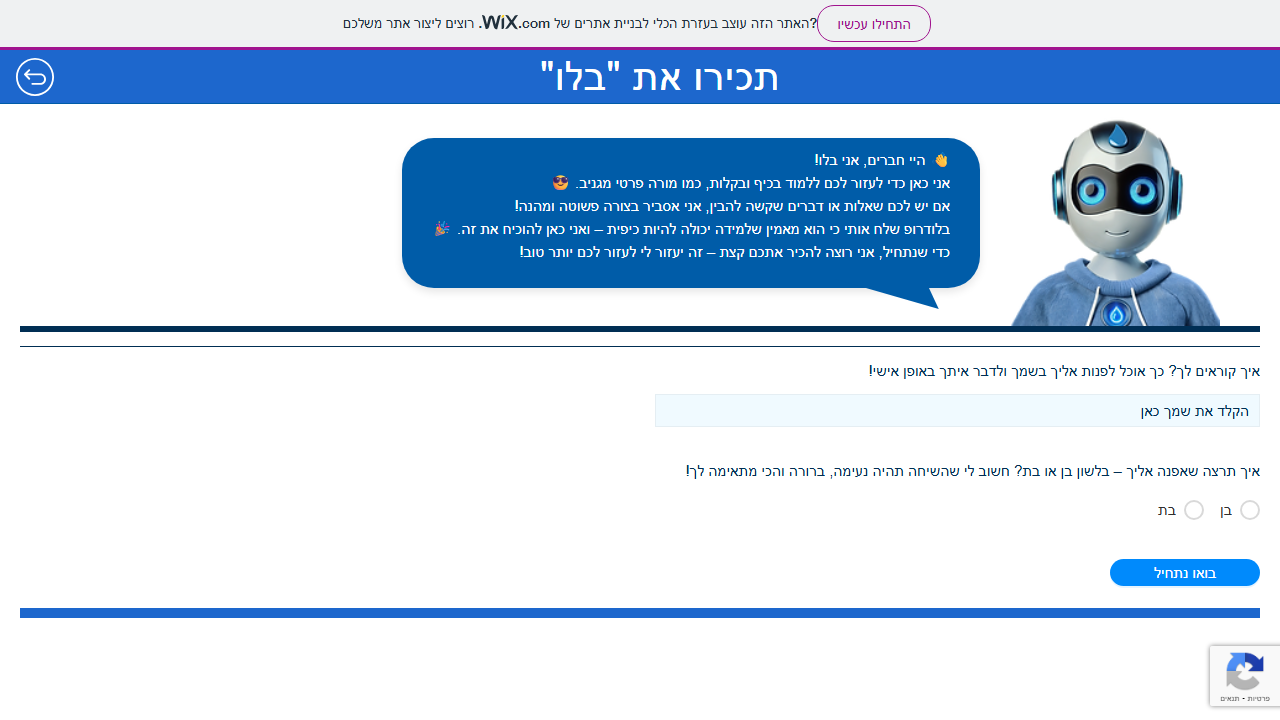 האתר הזה עוצב בעזרת הכלי לבניית אתרים של WiX.com. רוצים ליצור אתר משלכם? התחילו עכשיו
תכירו את "בלו"
👋 היי חברים, אני בלו!
אני כאן כדי לעזור לכם ללמוד בכיף ובקלות, כמו מורה פרטי מגניב. 😎
אם יש לכם שאלות או דברים שקשה להבין, אני אסביר בצורה פשוטה ומהנה!
בלודרופ שלח אותי כי הוא מאמין שלמידה יכולה להיות כיפית – ואני כאן להוכיח את זה. 🎉
כדי שנתחיל, אני רוצה להכיר אתכם קצת – זה יעזור לי לעזור לכם יותר טוב!
איך קוראים לך? כך אוכל לפנות אליך בשמך ולדבר איתך באופן אישי!
הקלד את שמך כאן
איך תרצה שאפנה אליך – בלשון בן או בת? חשוב לי שהשיחה תהיה נעימה, ברורה והכי מתאימה לך!
בן בת
בואו נתחיל
פרטיות - תנאים